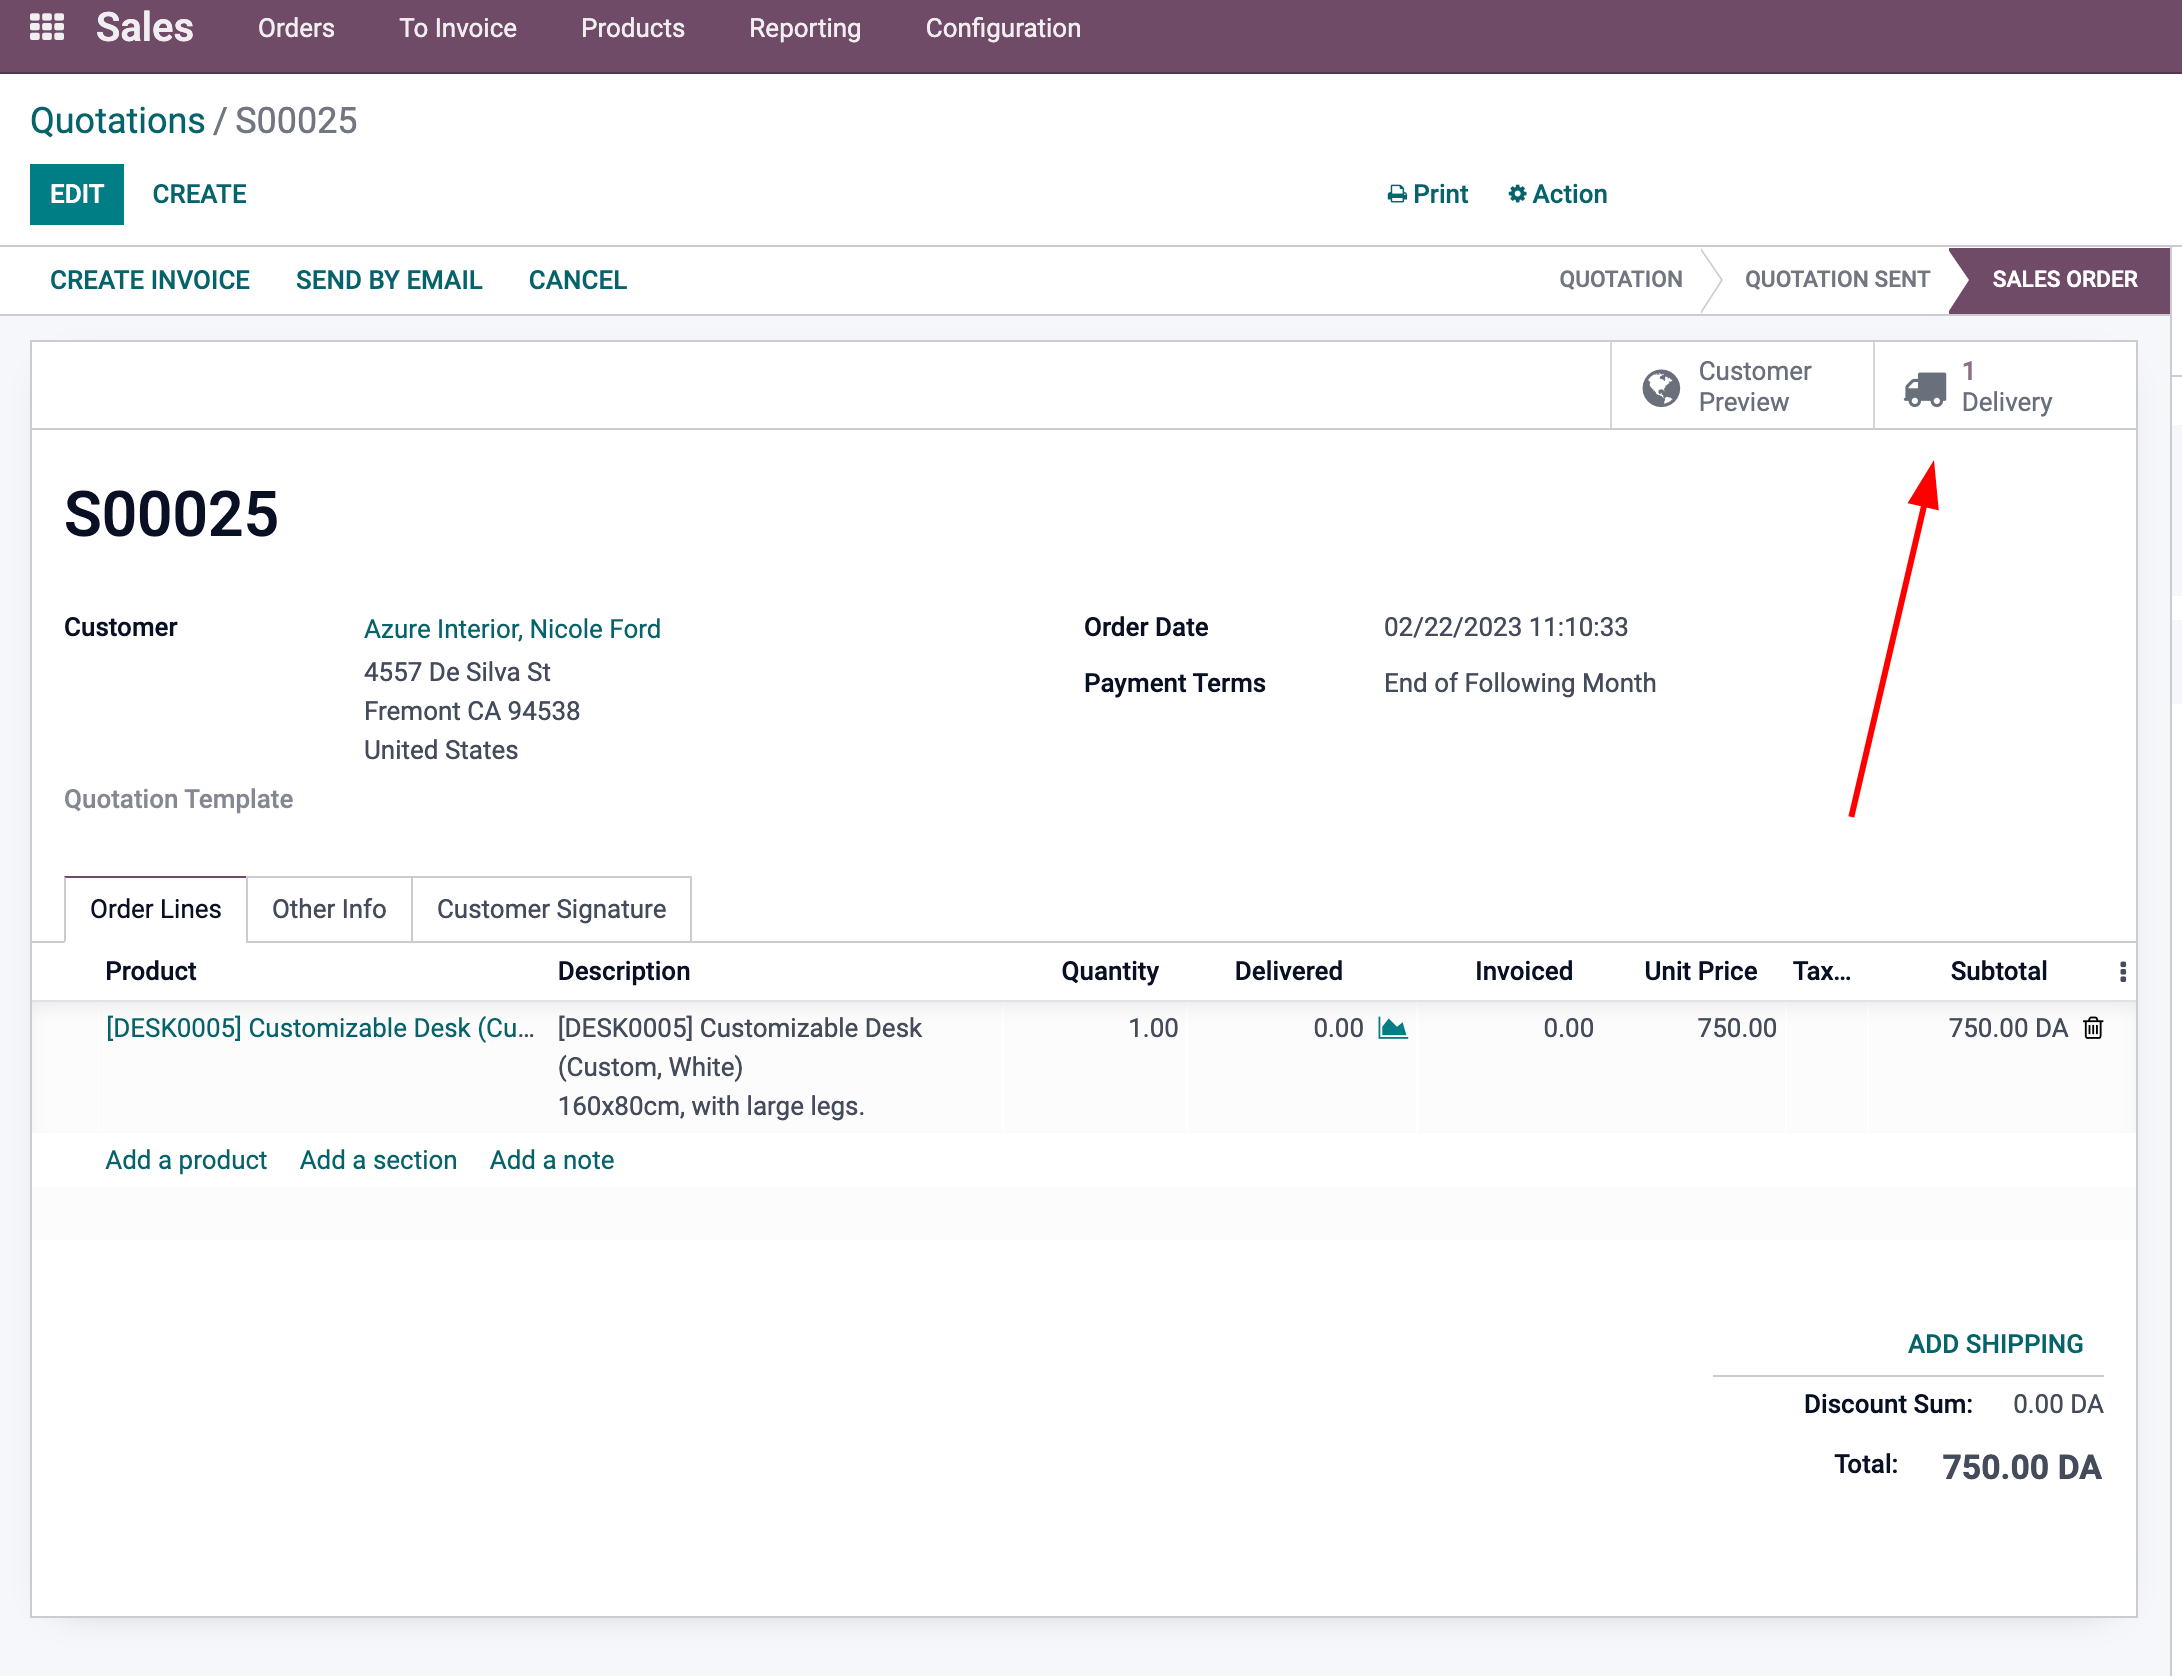 Sales Orders To Invoice Products Reporting Configuration
Quotations / S00025
EDIT CREATE Print Action
CREATE INVOICE SEND BY EMAIL CANCEL QUOTATION QUOTATION SENT SALES ORDER
Customer Preview
1 Delivery
S00025
Customer Azure Interior, Nicole Ford
4557 De Silva St
Fremont CA 94538
United States
Order Date 02/22/2023 11:10:33
Payment Terms End of Following Month
Quotation Template
Order Lines Other Info Customer Signature
Product Description Quantity Delivered Invoiced Unit Price Tax... Subtotal
[DESK0005] Customizable Desk (Cu... [DESK0005] Customizable Desk 1.00 0.00 0.00 750.00 750.00 DA
(Custom, White)
160x80cm, with large legs.
Add a product Add a section Add a note
ADD SHIPPING
Discount Sum: 0.00 DA
Total: 750.00 DA